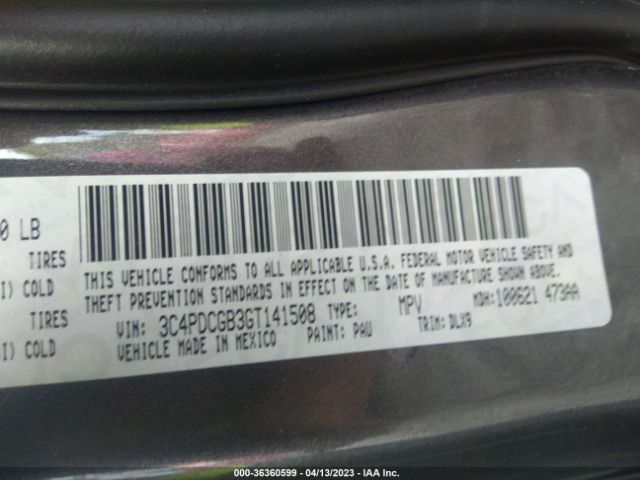 0 LB
TIRES
I) COLD
TIRES
SI) COLD
THIS VEHICLE CONFORMS TO ALL APPLICABLE U.S.A. FEDERAL MOTOR VEHICLE SAFETY AND
THEFT PREVENTION STANDARDS IN EFFECT ON THE DATE OF MANUFACTURE SHOWN ABOVE.
VIN: 3C4PDCGB3GT141508 TYPE: MPV MDH: 100621 473AA
VEHICLE MADE IN MEXICO PAINT: PAU TRIM: DLX9
000-36360599 - 04/13/2023 - IAA Inc.